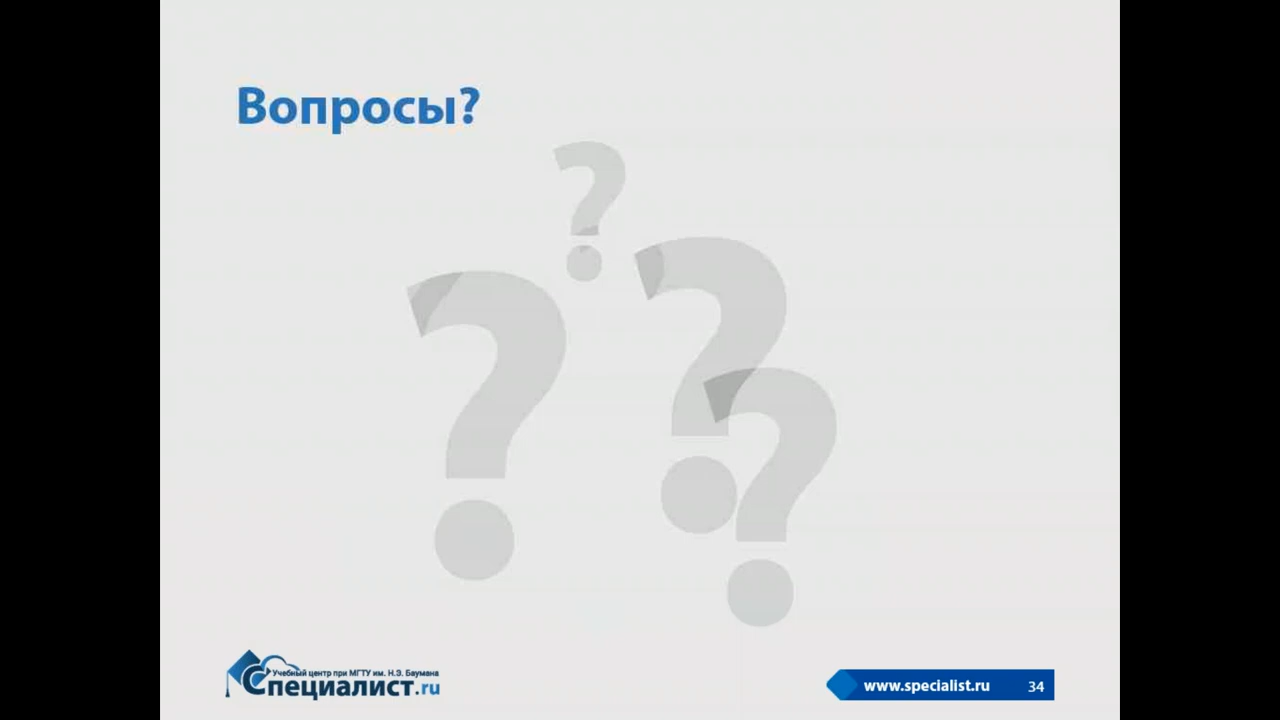 Вопросы?
Учебный центр при МГТУ им. Н.Э. Баумана
Специалист.ru
www.specialist.ru 34